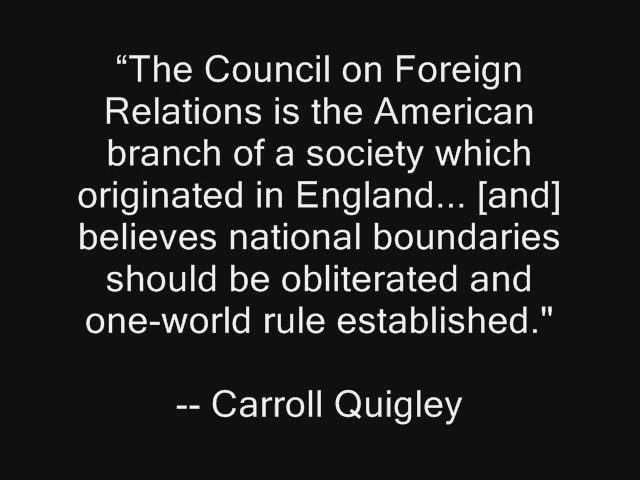 “The Council on Foreign
Relations is the American
branch of a society which
originated in England... [and]
believes national boundaries
should be obliterated and
one-world rule established."
-- Carroll Quigley